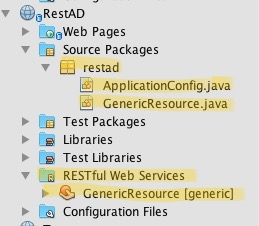 RestAD
Web Pages
Source Packages
restad
ApplicationConfig.java
GenericResource.java
Test Packages
Libraries
Test Libraries
RESTful Web Services
GenericResource [generic]
Configuration Files